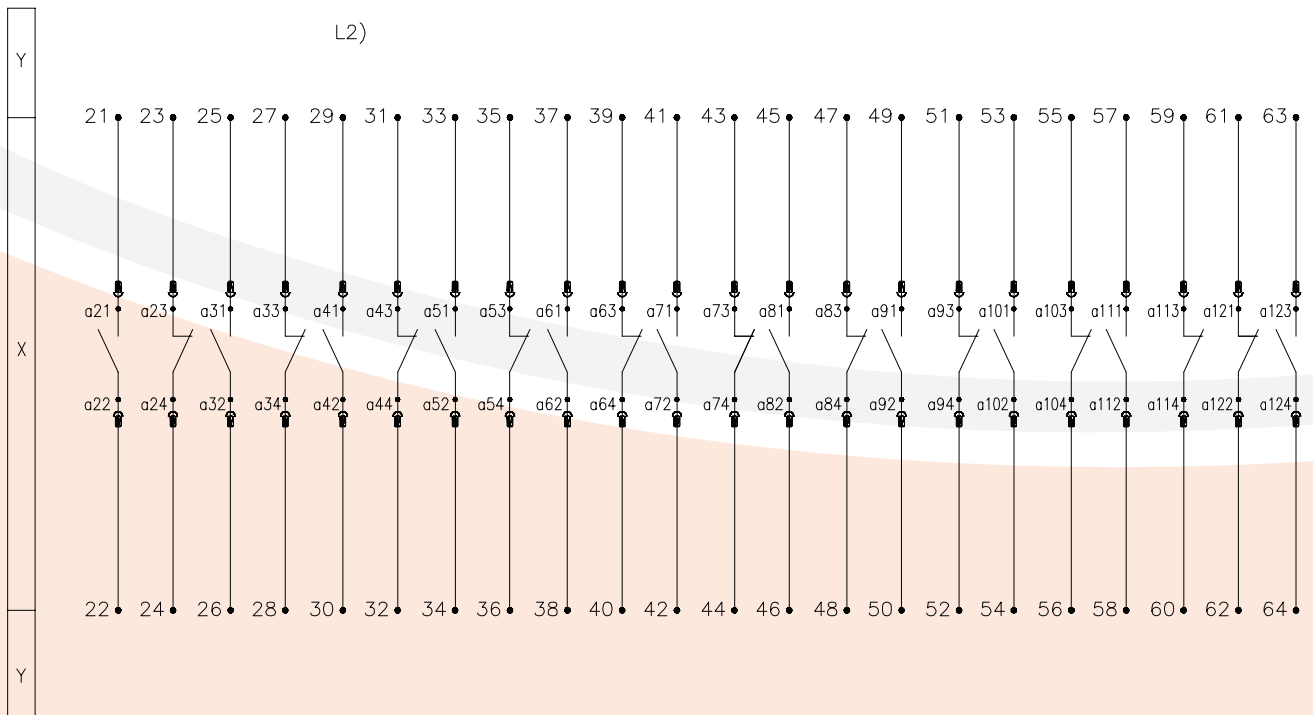 Y
L2)
21 23 25 27 29 31 33 35 37 39 41 43 45 47 49 51 53 55 57 59 61 63
a21 a23 a31 a33 a41 a43 a51 a53 a61 a63 a71 a73 a81 a83 a91 a93 a101 a103 a111 a113 a121 a123
X
a22 a24 a32 a34 a42 a44 a52 a54 a62 a64 a72 a74 a82 a84 a92 a94 a102 a104 a112 a114 a122 a124
22 24 26 28 30 32 34 36 38 40 42 44 46 48 50 52 54 56 58 60 62 64
Y